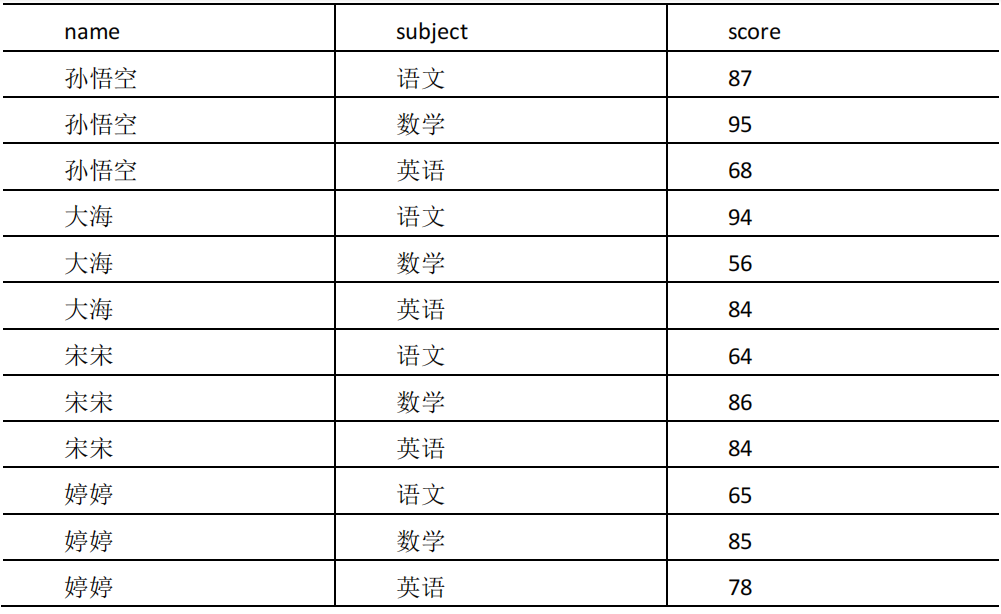 name subject score
孙悟空 语文 87
孙悟空 数学 95
孙悟空 英语 68
大海 语文 94
大海 数学 56
大海 英语 84
宋宋 语文 64
宋宋 数学 86
宋宋 英语 84
婷婷 语文 65
婷婷 数学 85
婷婷 英语 78